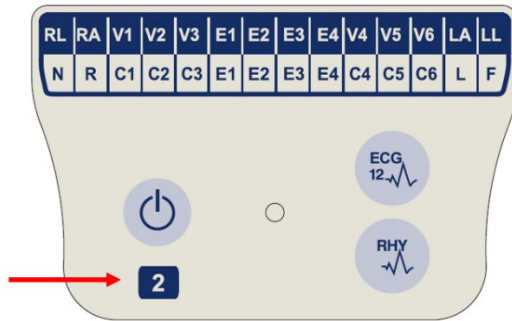 RL RA V1 V2 V3 E1 E2 E3 E4 V4 V5 V6 LA LL
N R C1 C2 C3 E1 E2 E3 E4 C4 C5 C6 L F
ECG
12
RHY
2